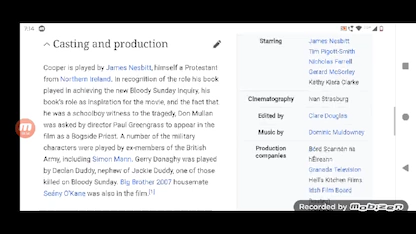 7:14
Casting and production
Cooper is played by James Nesbitt, himself a Protestant
from Northern Ireland. In recognition of the role his book
played in achieving the new Bloody Sunday Inquiry, his
book's role as inspiration for the movie, and the fact that
he was a schoolboy witness to the tragedy, Don Mullan
was asked by director Paul Greengrass to appear in the
film as a Bogside Priest. A number of the military
characters were played by ex-members of the British
Army, including Simon Mann. Gerry Donaghy was played
by Declan Duddy, nephew of Jackie Duddy, one of those
killed on Bloody Sunday. Big Brother 2007 housemate
Seány O'Kane was also in the film.[1]
Starring
James Nesbitt
Tim Pigott-Smith
Nicholas Farrell
Gerard McSorley
Kathy Kiera Clarke
Cinematography Ivan Strasburg
Edited by Clare Douglas
Music by Dominic Muldowney
Production
companies
Bórd Scannán na
hÉireann
Granada Television
Hell's Kitchen Films
Irish Film Board
Recorded by mobizen